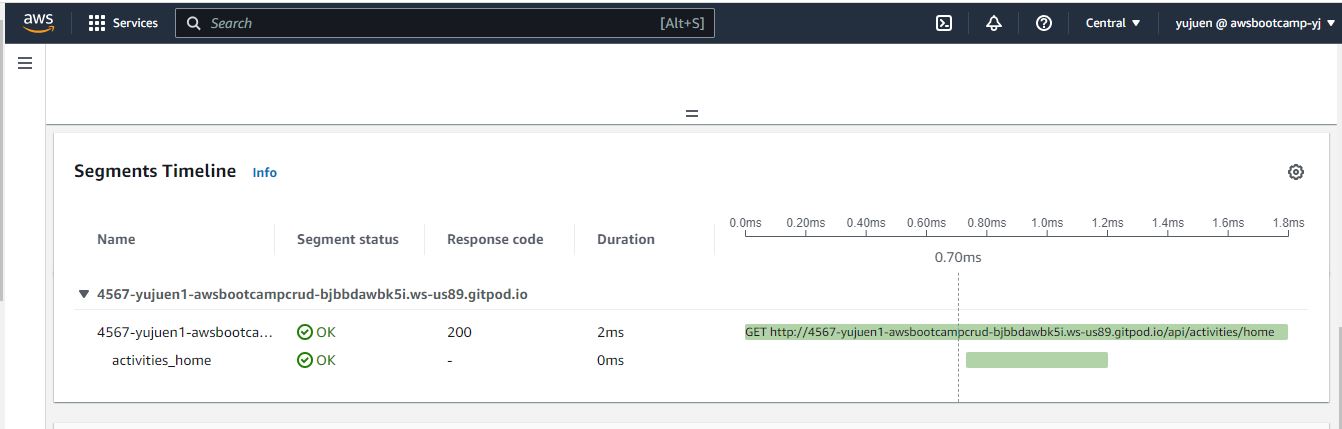 aws Services Search [Alt+S] Central yujuen @ awsbootcamp-yj
Segments Timeline Info
0.0ms 0.20ms 0.40ms 0.60ms 0.80ms 1.0ms 1.2ms 1.4ms 1.6ms 1.8ms
Name Segment status Response code Duration
0.70ms
4567-yujuen1-awsbootcampcrud-bjbbdawbk5i.ws-us89.gitpod.io
4567-yujuen1-awsbootca... OK 200 2ms GET http://4567-yujuen1-awsbootcampcrud-bjbbdawbk5i.ws-us89.gitpod.io/api/activities/home
activities_home OK - 0ms